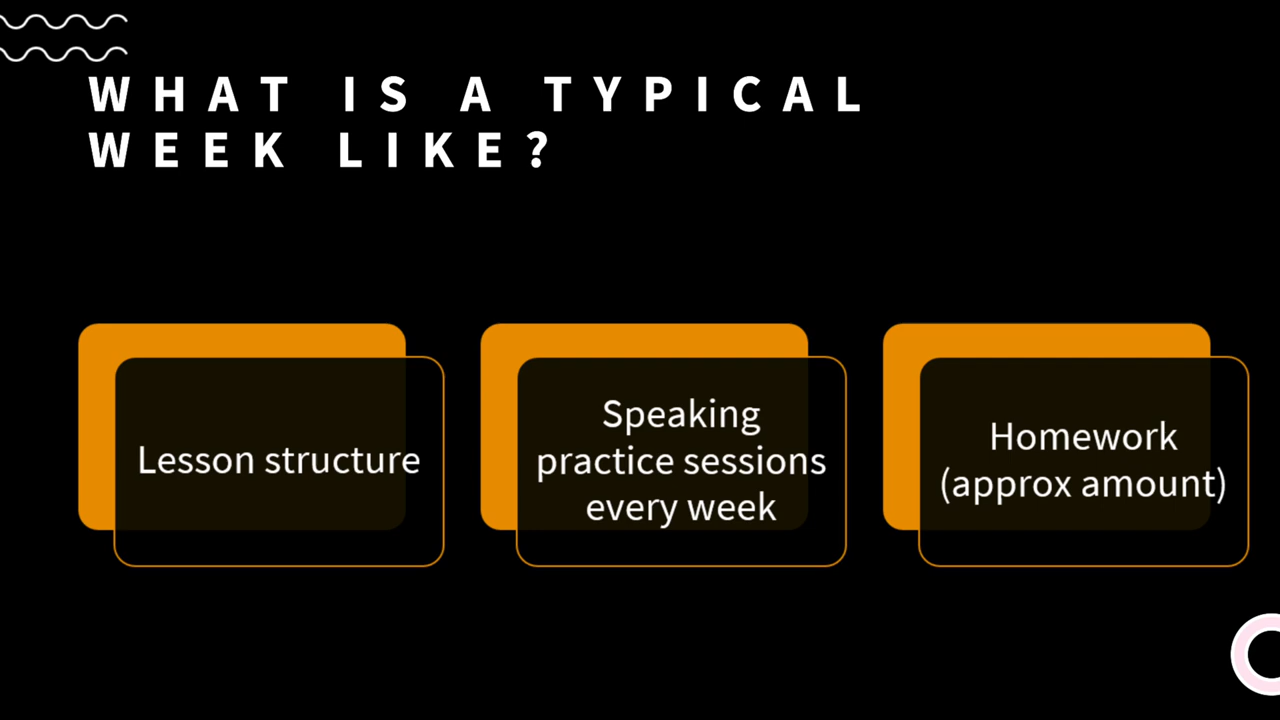 WHAT IS A TYPICAL
WEEK LIKE?
Lesson structure
Speaking
practice sessions
every week
Homework
(approx amount)